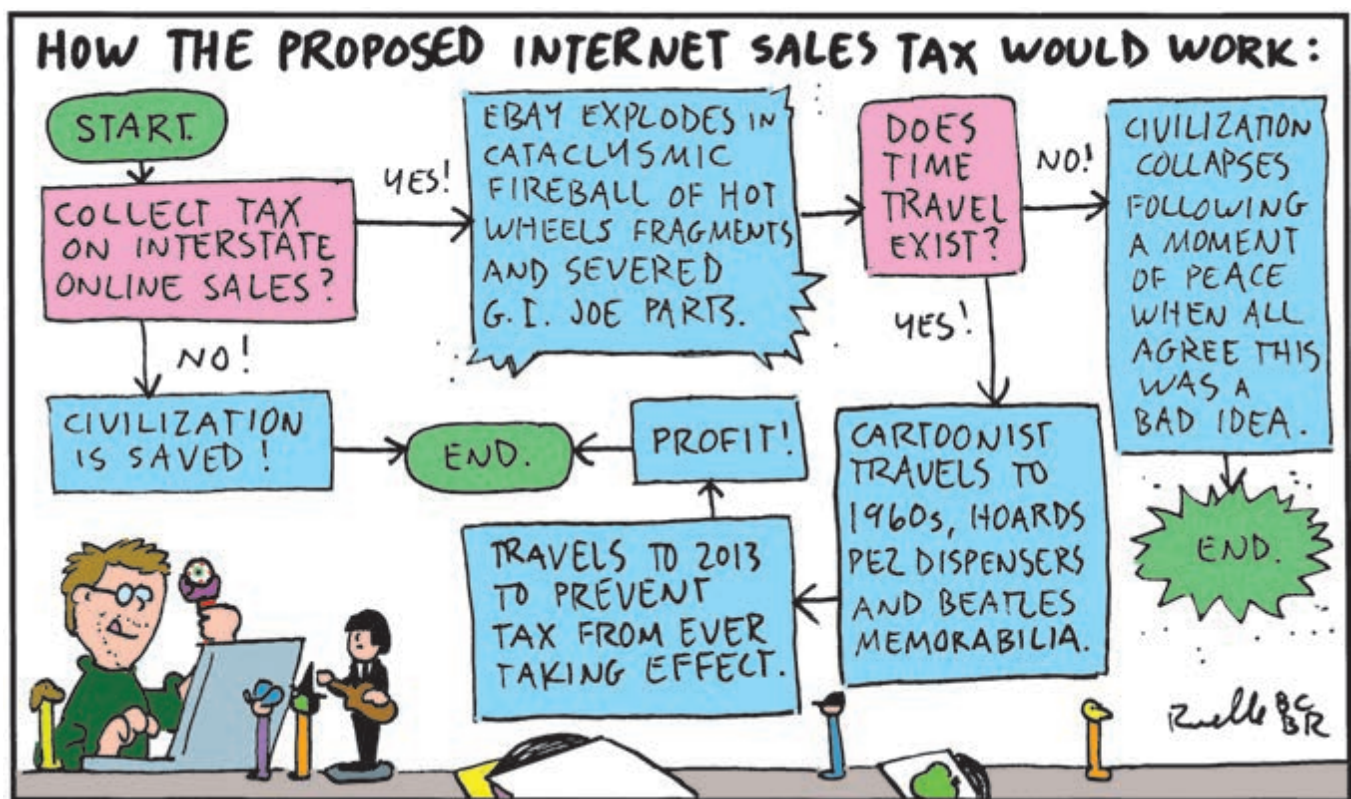 HOW THE PROPOSED INTERNET SALES TAX WOULD WORK:
START.
COLLECT TAX
ON INTERSTATE
ONLINE SALES?
YES!
EBAY EXPLODES IN
CATACLYSMIC
FIREBALL OF HOT
WHEELS FRAGMENTS
AND SEVERED
G.I. JOE PARTS.
DOES
TIME
TRAVEL
EXIST?
NO!
CIVILIZATION
COLLAPSES
FOLLOWING
A MOMENT
OF PEACE
WHEN ALL
AGREE THIS
WAS A
BAD IDEA.
END.
YES!
CARTOONIST
TRAVELS TO
1960s, HOARDS
PEZ DISPENSERS
AND BEATLES
MEMORABILIA.
TRAVELS TO 2013
TO PREVENT
TAX FROM EVER
TAKING EFFECT.
PROFIT!
END.
NO!
CIVILIZATION
IS SAVED!
BC
BR